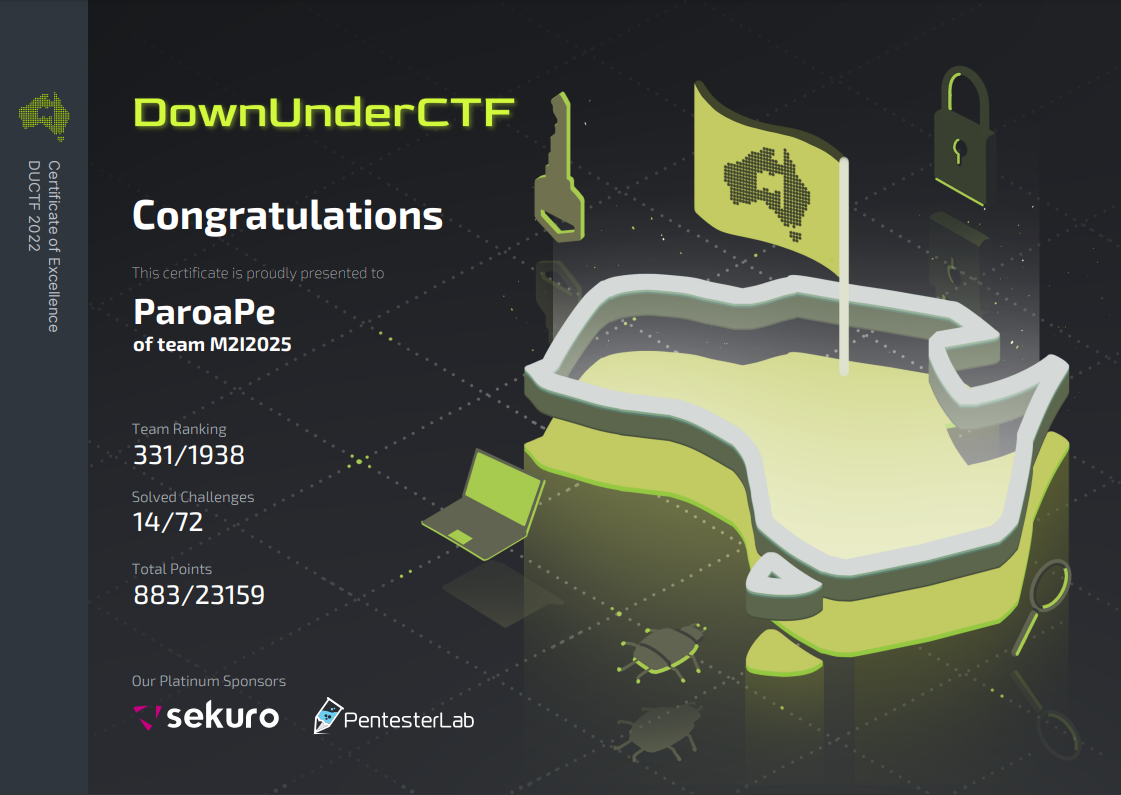 Certificate of Excellence
DUCTF 2022
DownUnderCTF
Congratulations
This certificate is proudly presented to
ParoaPe
of team M2I2025
Team Ranking
331/1938
Solved Challenges
14/72
Total Points
883/23159
Our Platinum Sponsors
sekuro
PentesterLab